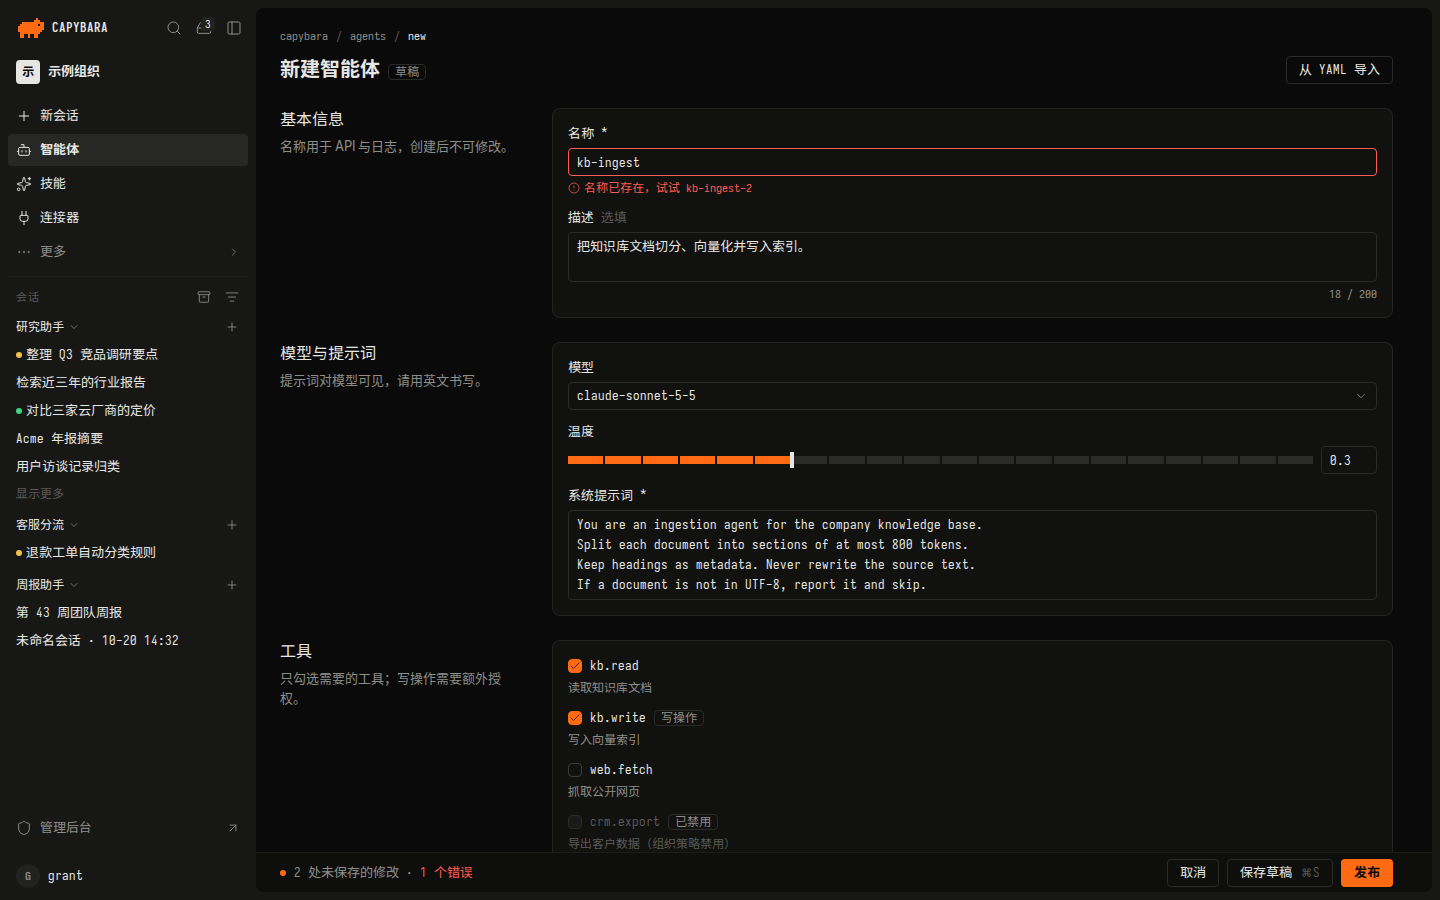 CAPYBARA
3
示 示例组织
新会话
智能体
技能
连接器
更多
会话
研究助手
整理 Q3 竞品调研要点
检索近三年的行业报告
对比三家云厂商的定价
Acme 年报摘要
用户访谈记录归类
显示更多
客服分流
退款工单自动分类规则
周报助手
第 43 周团队周报
未命名会话 · 10-20 14:32
管理后台
G grant
capybara / agents / new
新建智能体 草稿
从 YAML 导入
基本信息
名称用于 API 与日志，创建后不可修改。
名称 *
kb-ingest
名称已存在，试试 kb-ingest-2
描述 选填
把知识库文档切分、向量化并写入索引。
18 / 200
模型与提示词
提示词对模型可见，请用英文书写。
模型
claude-sonnet-5-5
温度
0.3
系统提示词 *
You are an ingestion agent for the company knowledge base.
Split each document into sections of at most 800 tokens.
Keep headings as metadata. Never rewrite the source text.
If a document is not in UTF-8, report it and skip.
工具
只勾选需要的工具；写操作需要额外授
权。
kb.read
读取知识库文档
kb.write 写操作
写入向量索引
web.fetch
抓取公开网页
crm.export 已禁用
导出客户数据（组织策略禁用）
2 处未保存的修改 · 1 个错误
取消
保存草稿 ⌘S
发布